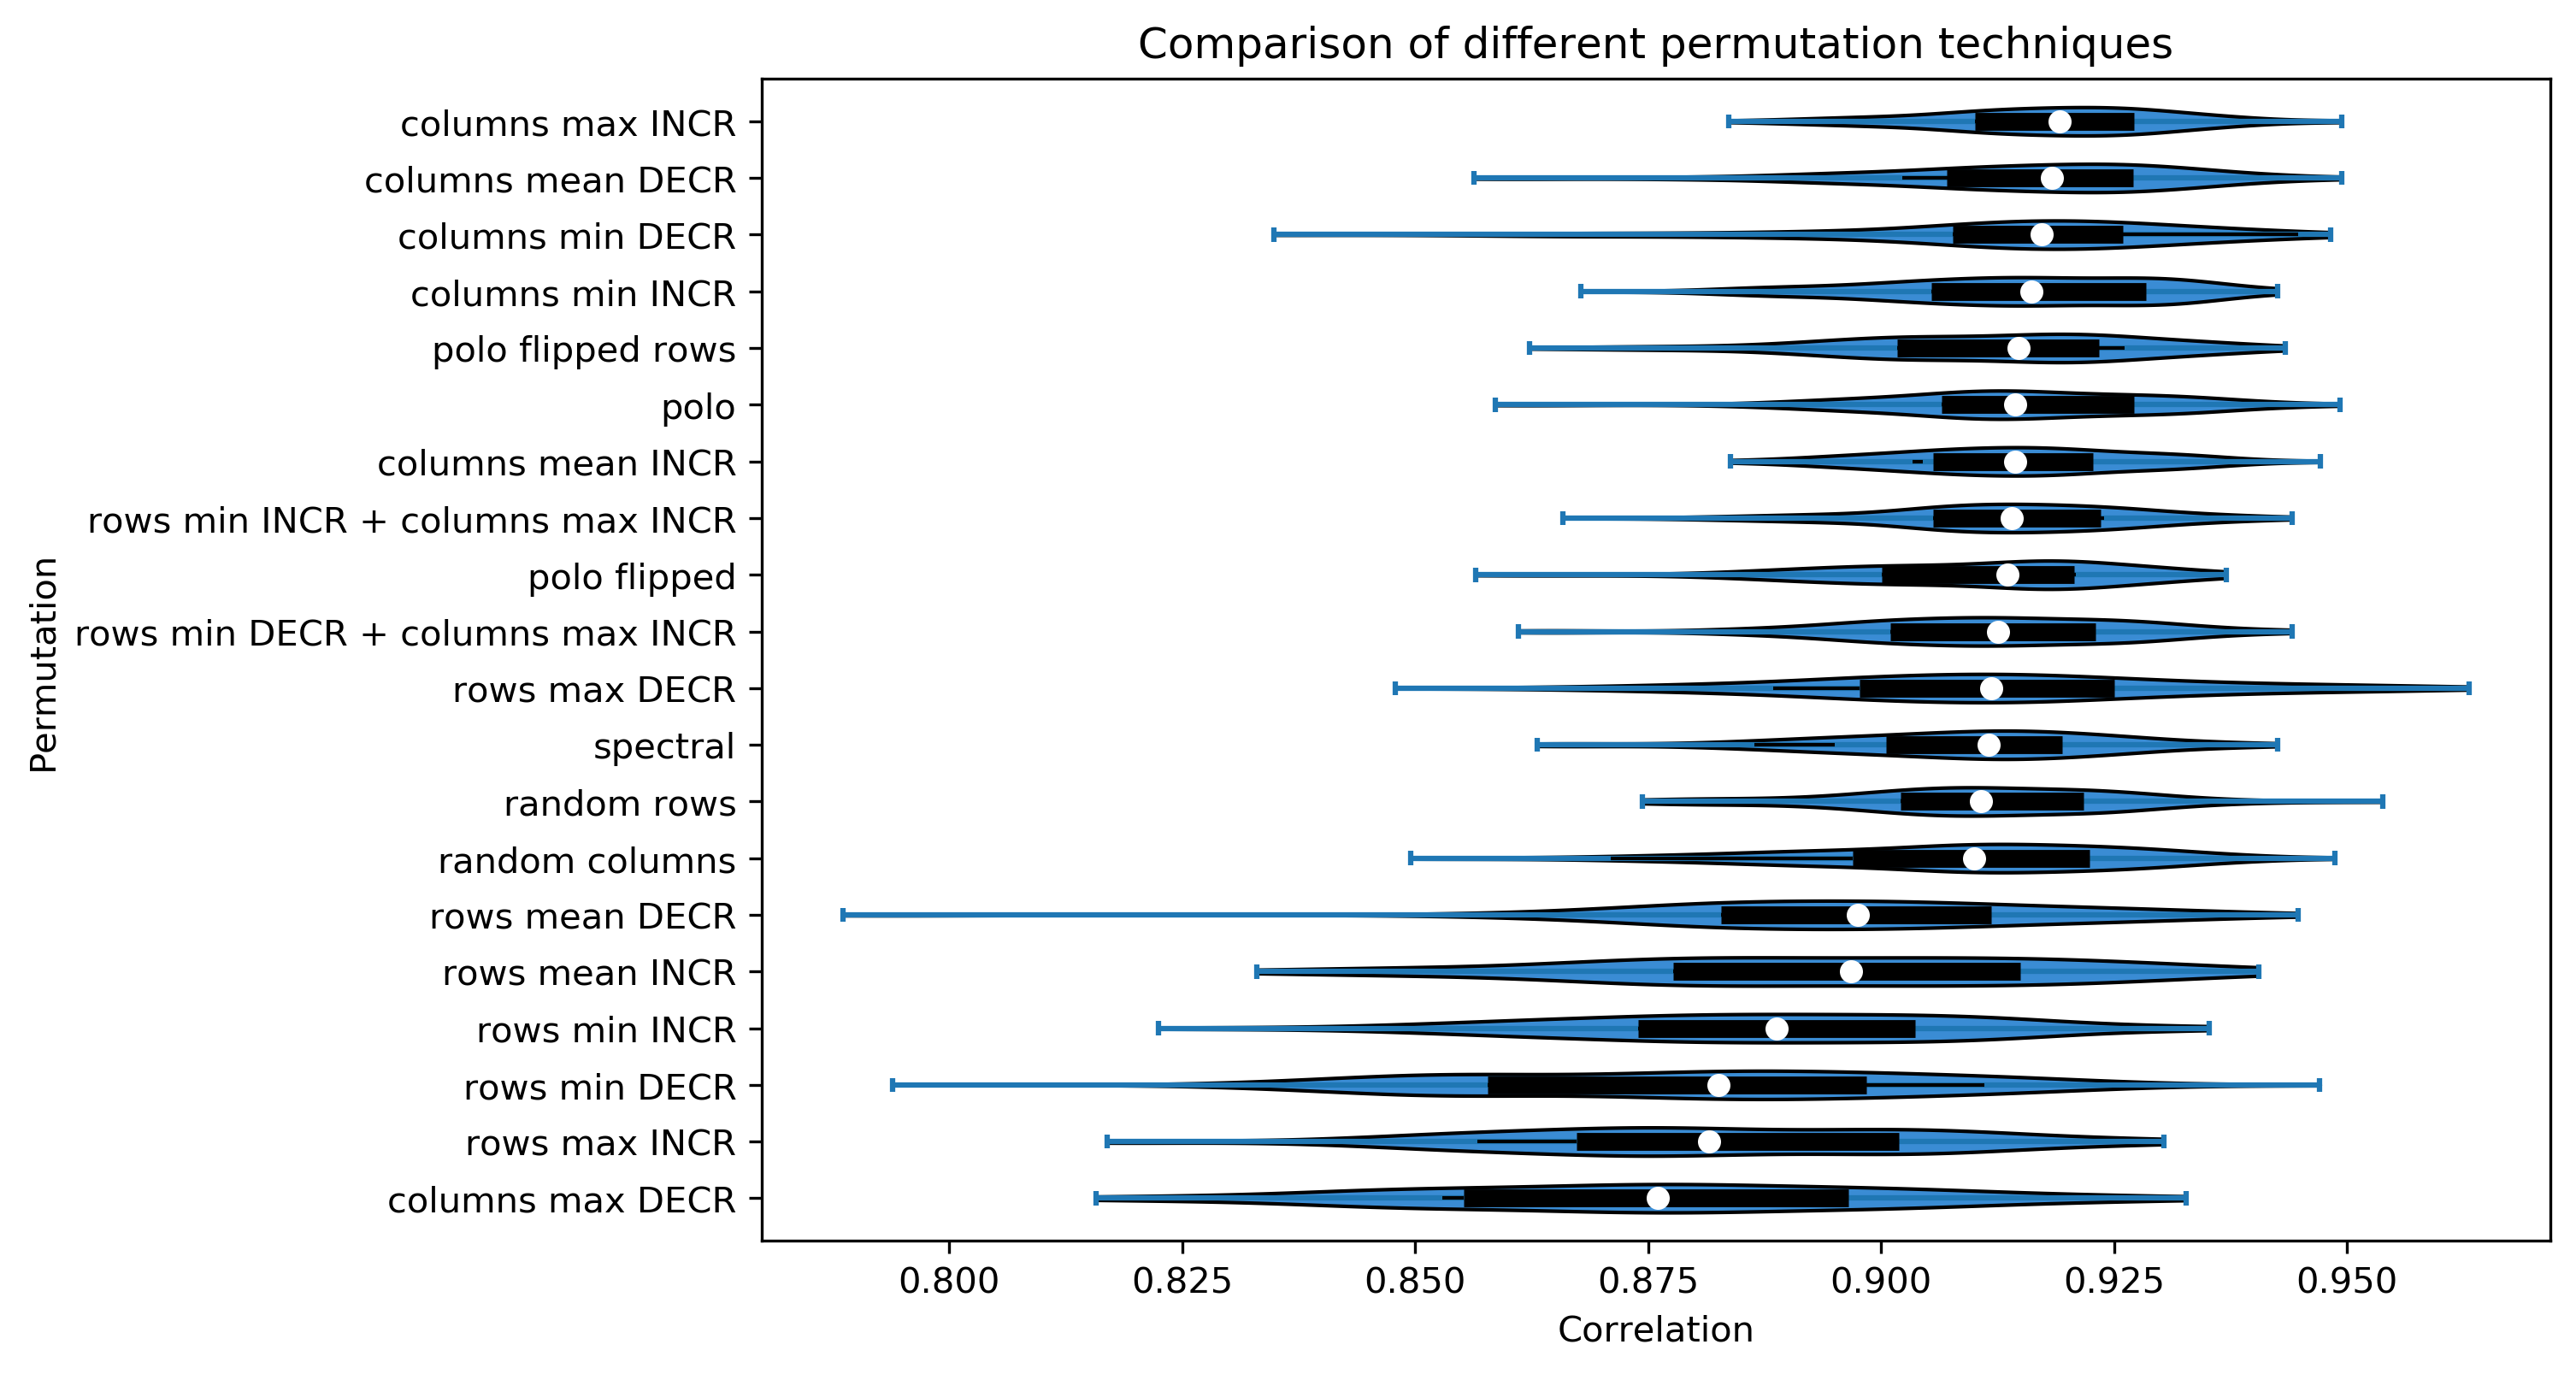 Comparison of different permutation techniques
Permutation
columns max INCR
columns mean DECR
columns min DECR
columns min INCR
polo flipped rows
polo
columns mean INCR
rows min INCR + columns max INCR
polo flipped
rows min DECR + columns max INCR
rows max DECR
spectral
random rows
random columns
rows mean DECR
rows mean INCR
rows min INCR
rows min DECR
rows max INCR
columns max DECR
0.800 0.825 0.850 0.875 0.900 0.925 0.950
Correlation